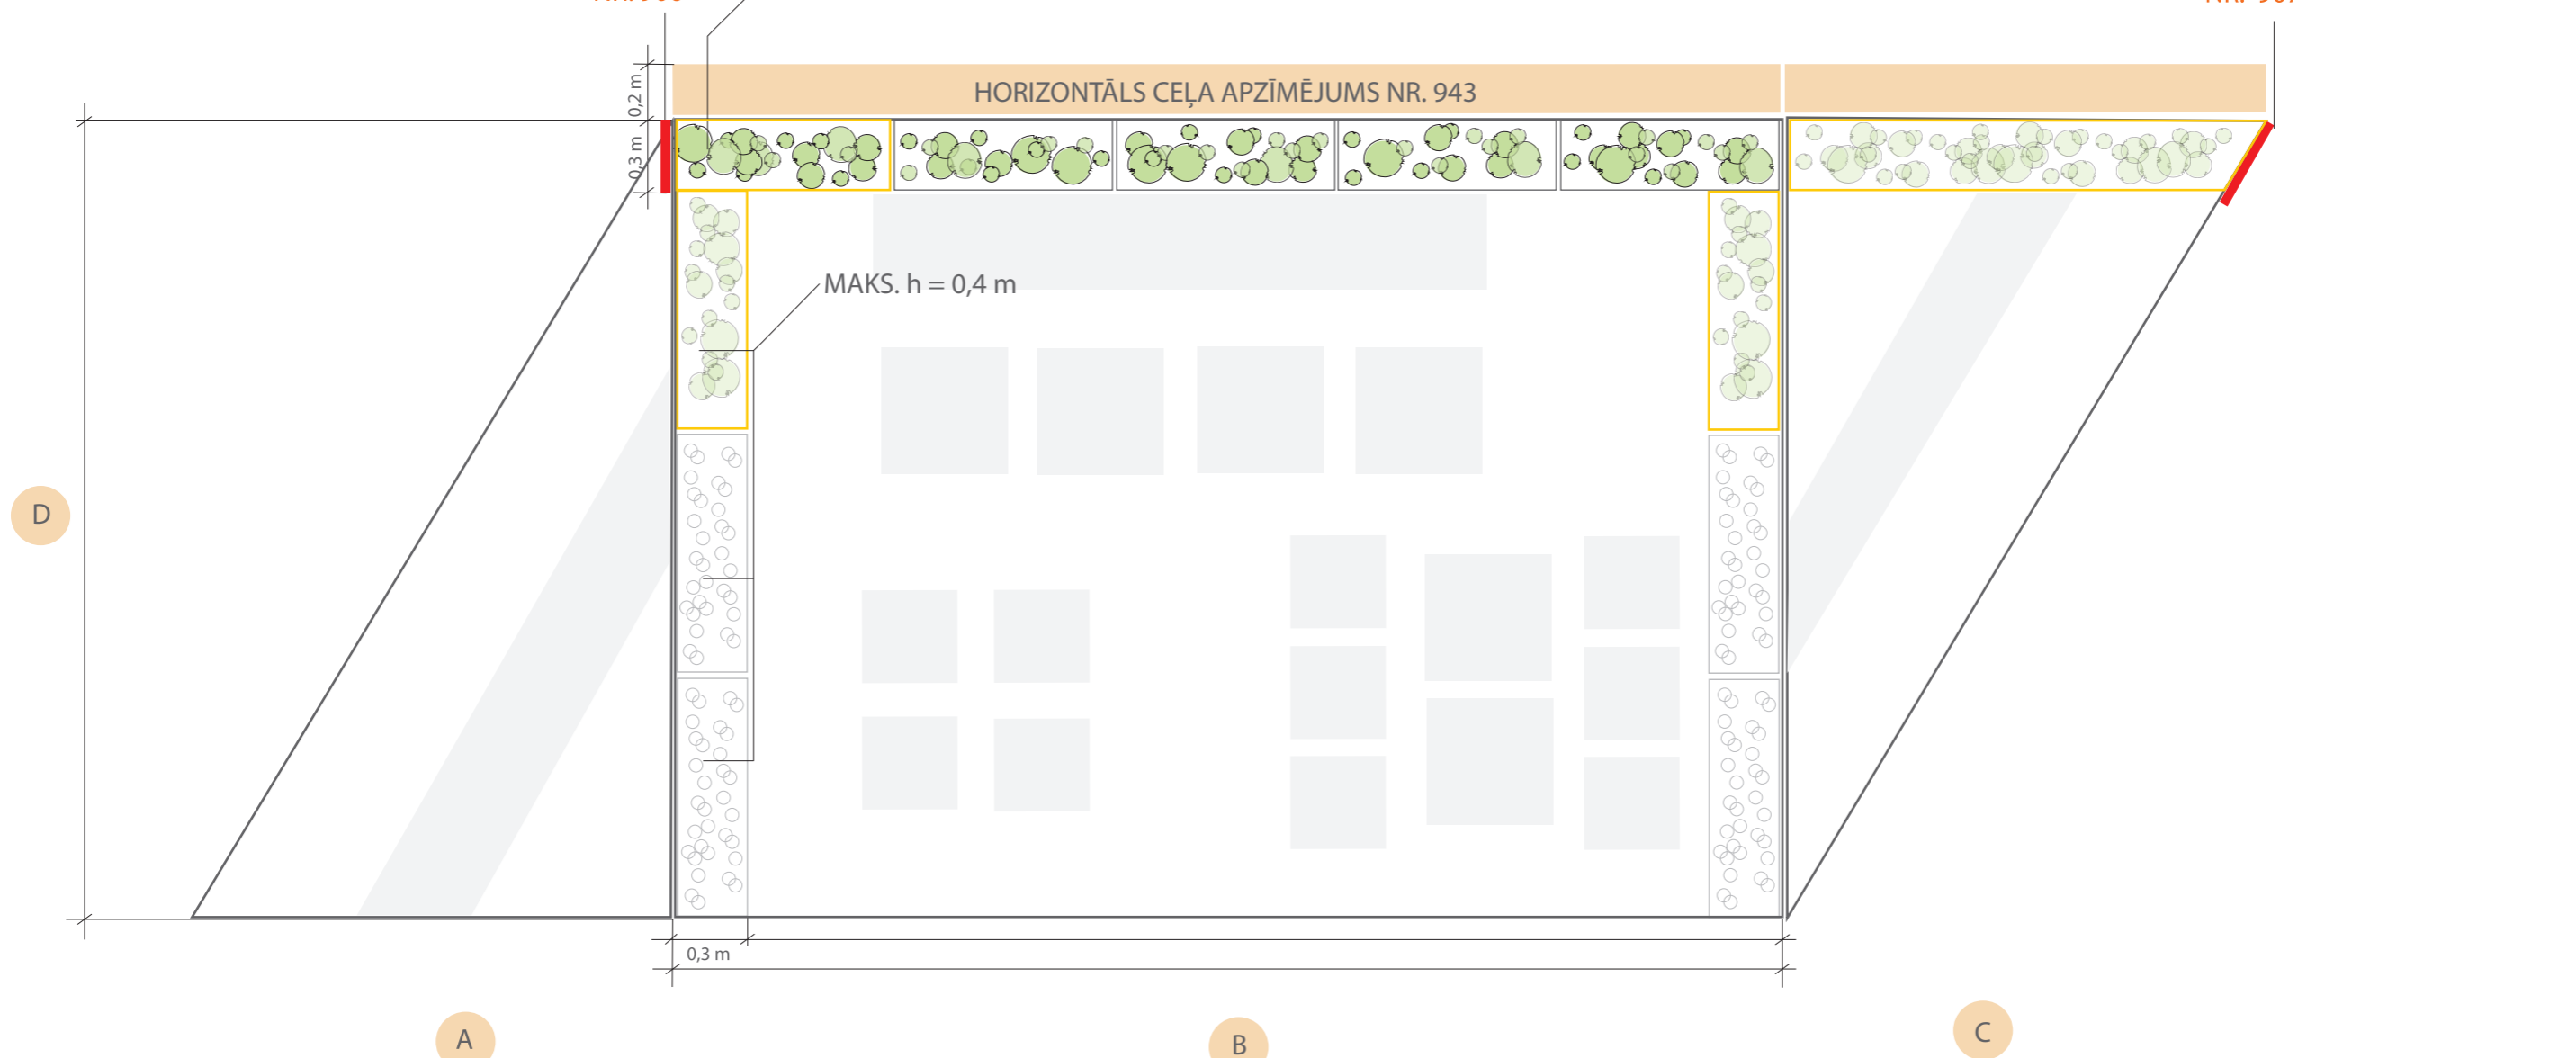 0,2 m
HORIZONTĀLS CEĻA APZĪMĒJUMS NR. 943
0,3 m
MAKS. h = 0,4 m
D
0,3 m
A
B
C